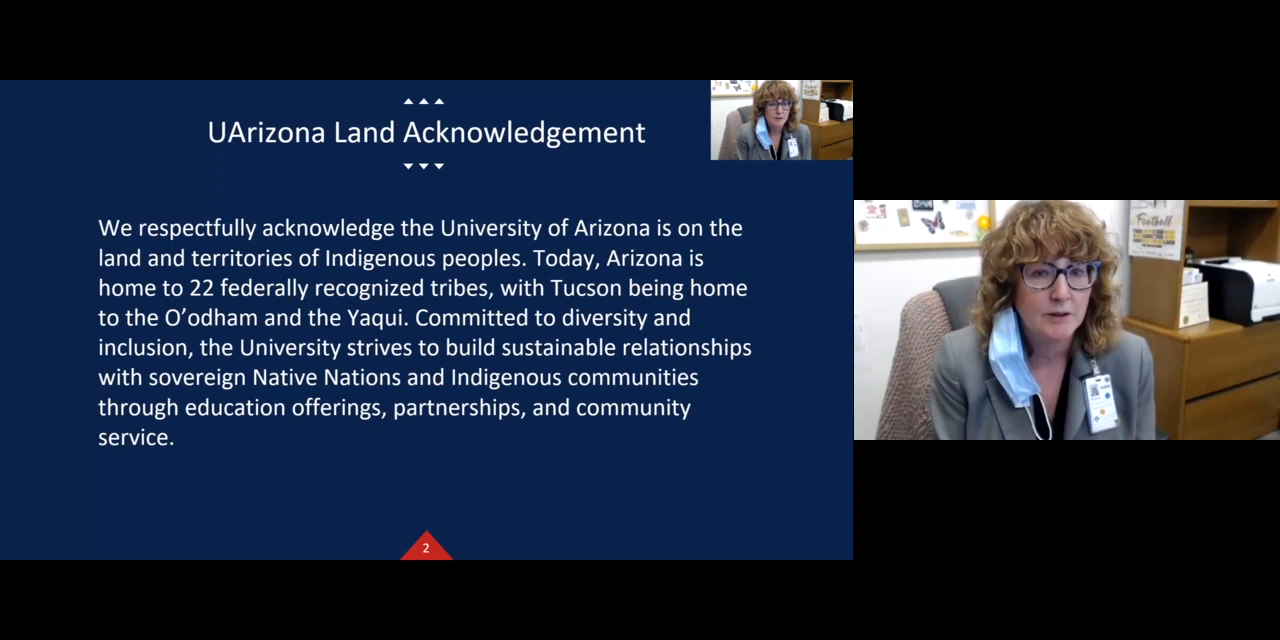 UArizona Land Acknowledgement
We respectfully acknowledge the University of Arizona is on the
land and territories of Indigenous peoples. Today, Arizona is
home to 22 federally recognized tribes, with Tucson being home
to the O’odham and the Yaqui. Committed to diversity and
inclusion, the University strives to build sustainable relationships
with sovereign Native Nations and Indigenous communities
through education offerings, partnerships, and community
service.
2
Football